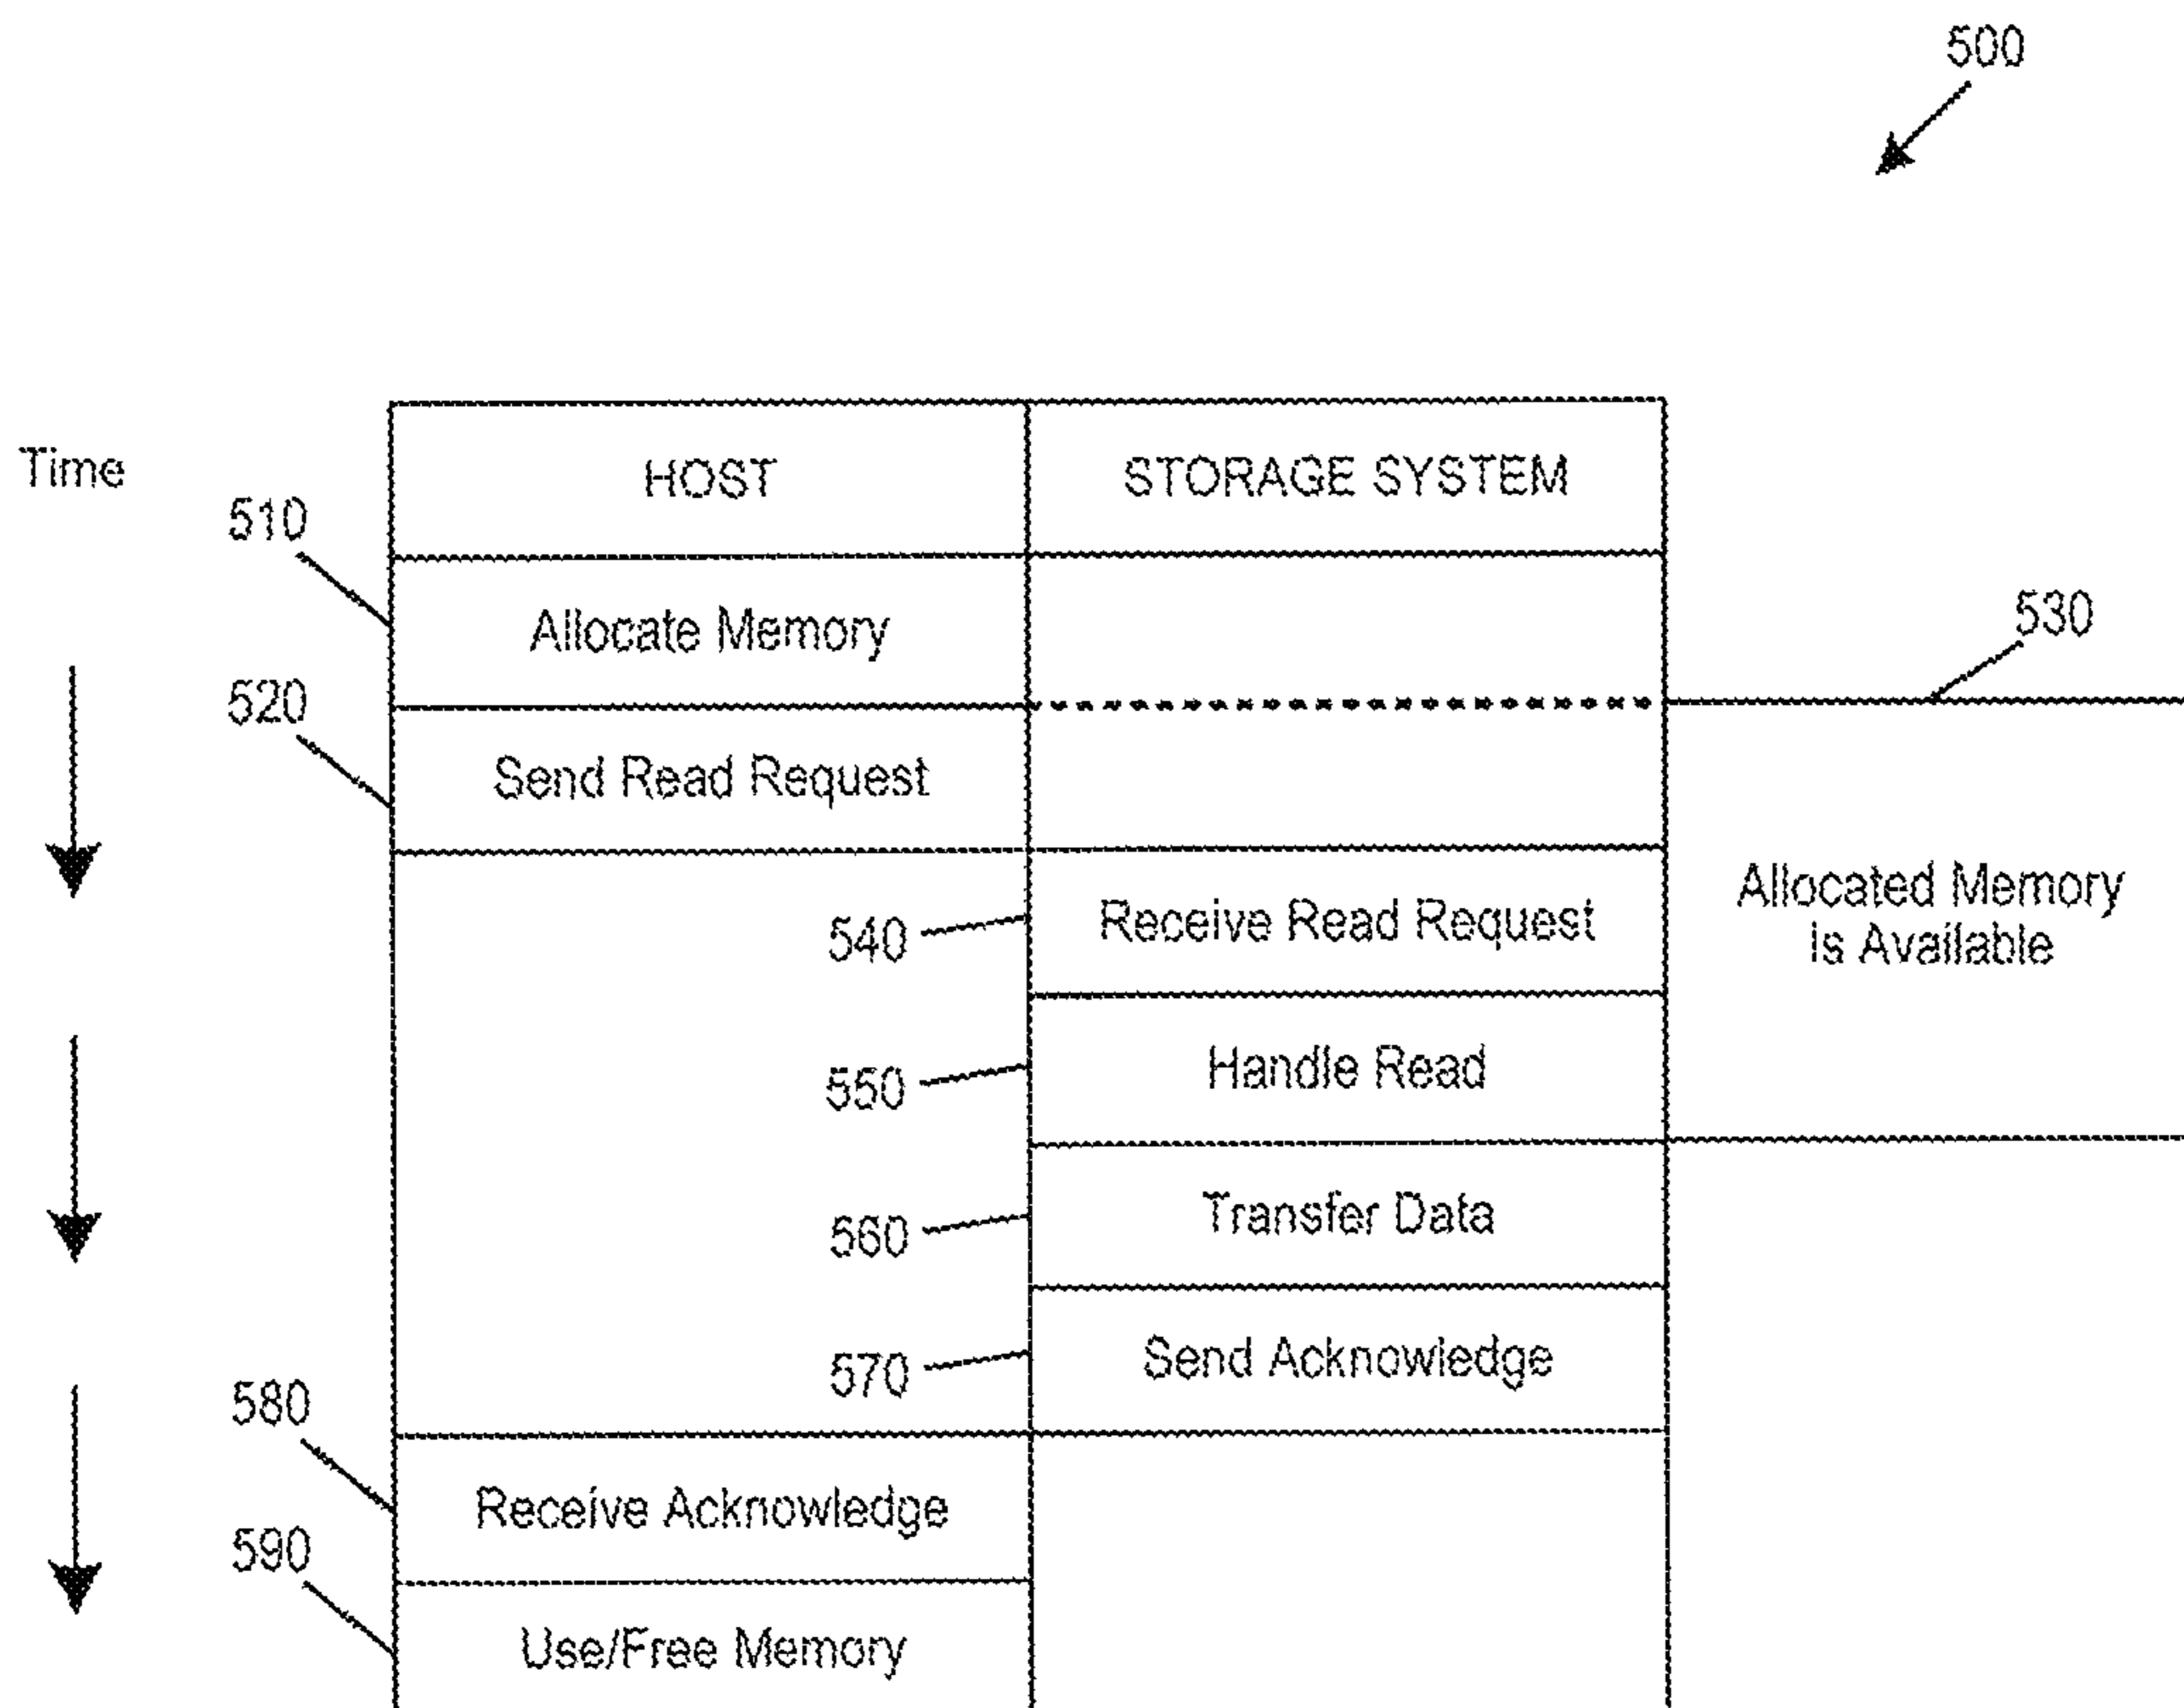 500
Time
HOST
STORAGE SYSTEM
510
Allocate Memory
530
520
Send Read Request
540
Receive Read Request
Allocated Memory
is Available
550
Handle Read
560
Transfer Data
570
Send Acknowledge
580
Receive Acknowledge
590
Use/Free Memory